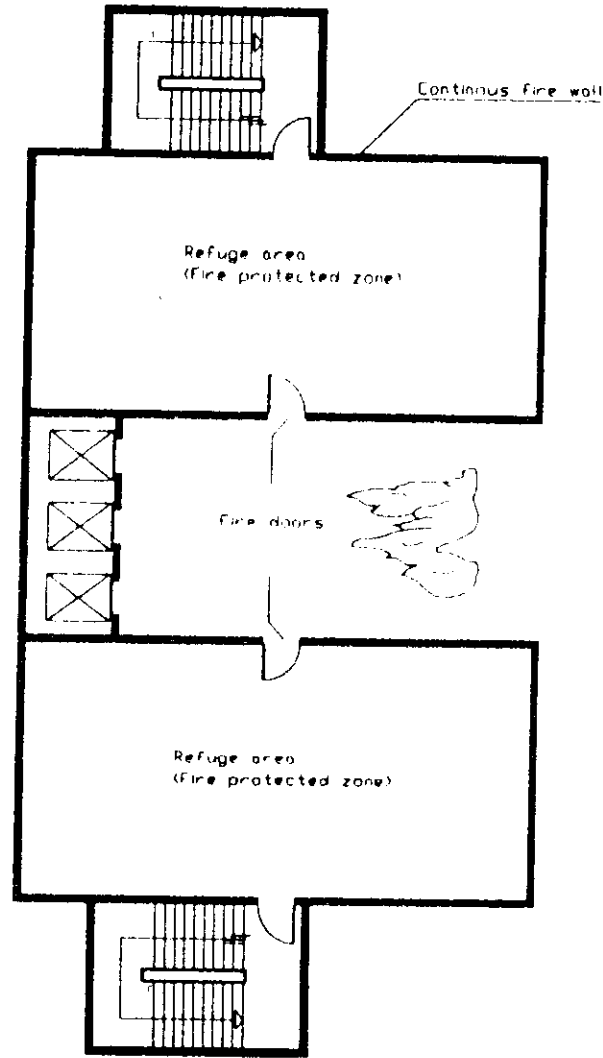 Continous fire wall
Refuge area
(Fire protected zone)
Fire doors
Refuge area
(Fire protected zone)